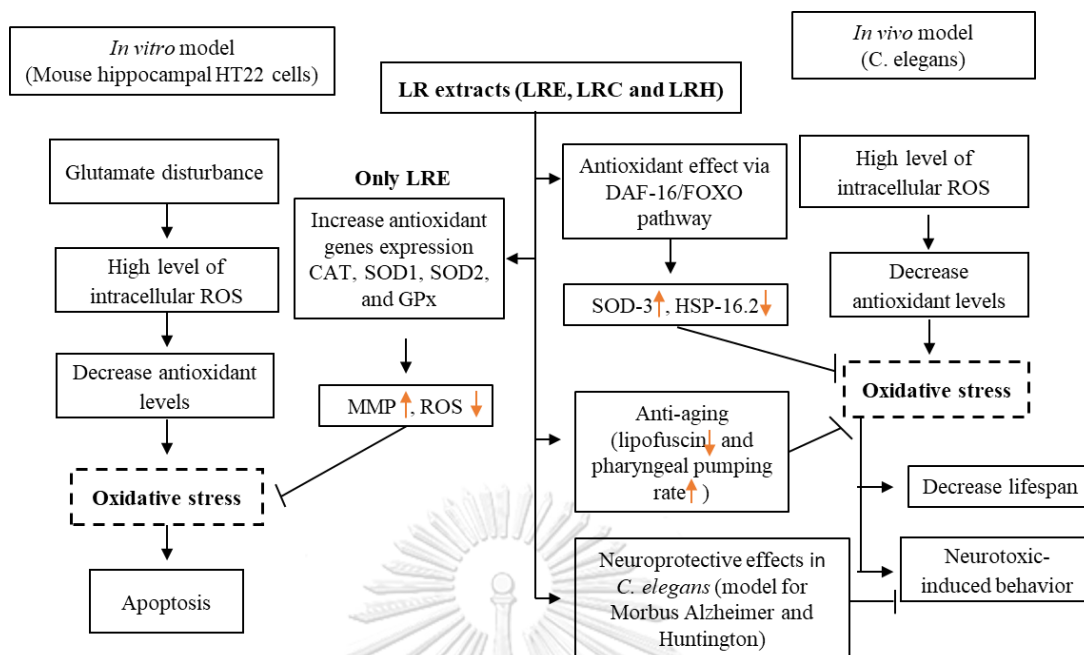 In vitro model
(Mouse hippocampal HT22 cells)
In vivo model
(C. elegans)
LR extracts (LRE, LRC and LRH)
Glutamate disturbance
High level of
intracellular ROS
Decrease antioxidant
levels
Oxidative stress
Apoptosis
Only LRE
Increase antioxidant
genes expression
CAT, SOD1, SOD2,
and GPx
MMP↑, ROS↓
Antioxidant effect via
DAF-16/FOXO
pathway
SOD-3↑, HSP-16.2↓
Anti-aging
(lipofuscin↓ and
pharyngeal pumping
rate↑)
Neuroprotective effects in
C. elegans (model for
Morbus Alzheimer and
Huntington)
High level of
intracellular ROS
Decrease
antioxidant levels
Oxidative stress
Decrease lifespan
Neurotoxic-
induced behavior